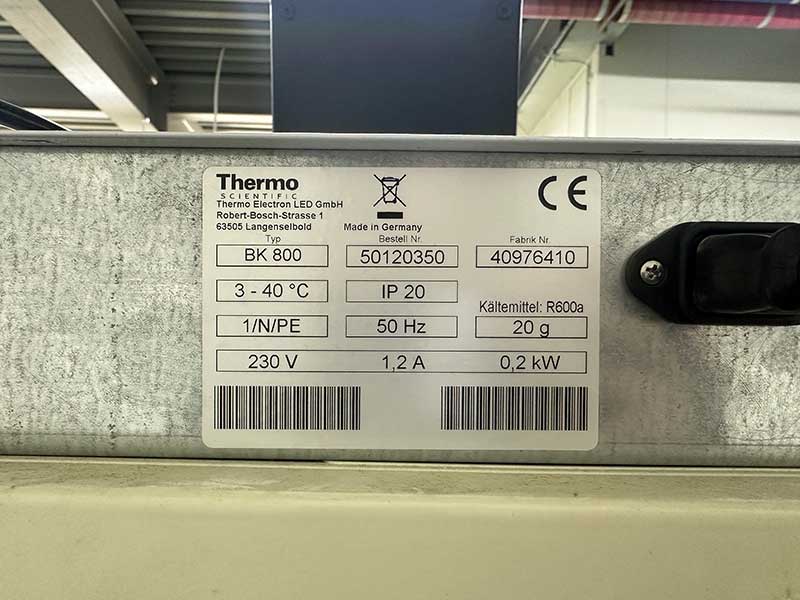 Thermo
SCIENTIFIC
Thermo Electron LED GmbH
Robert-Bosch-Strasse 1
63505 Langenselbold
Made in Germany
CE
Typ
Bestell Nr.
Fabrik Nr.
BK 800
50120350
40976410
3 - 40 °C
IP 20
Kältemittel: R600a
1/N/PE
50 Hz
20 g
230 V
1,2 A
0,2 kW